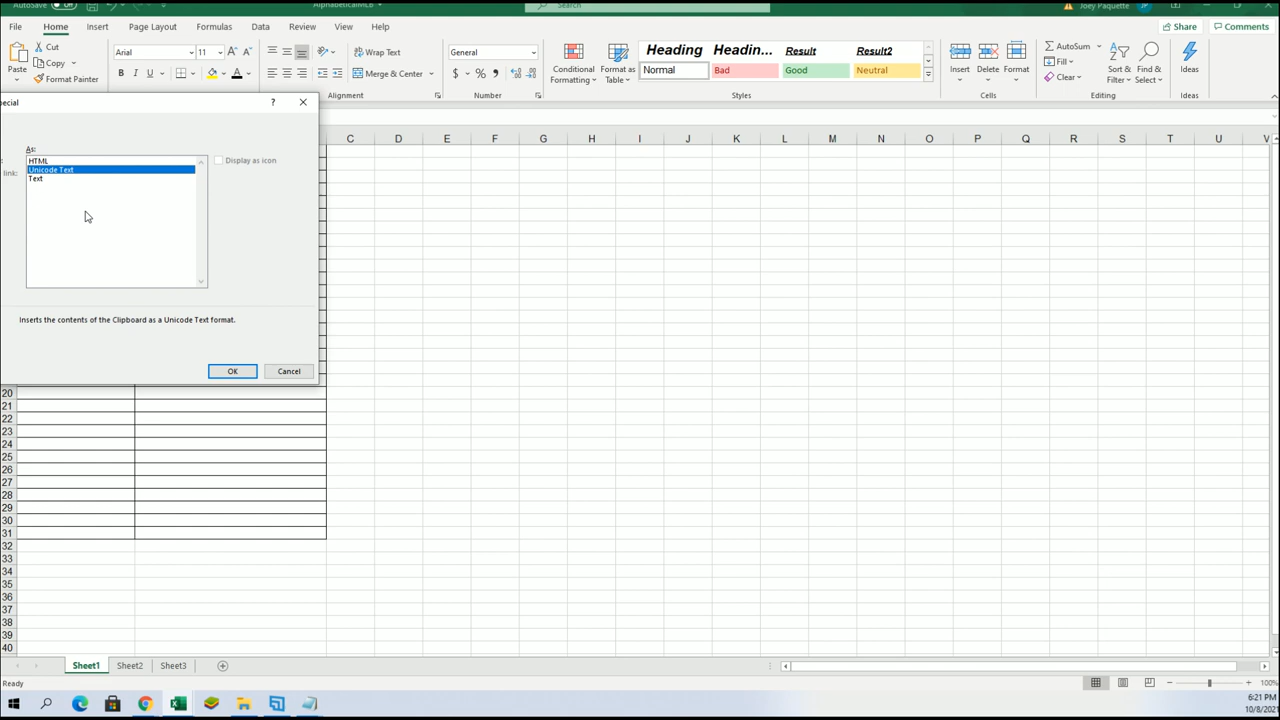 AutoSave Off AlphabeticalMLB Search Joey Paquette JP
File Home Insert Page Layout Formulas Data Review View Help Share Comments
Paste Cut Copy Format Painter
Arial 11 A A Wrap Text General Heading Headin... Result Result2
B I U A Merge & Center $ % Normal Bad Good Neutral
Conditional Formatting Format as Table Insert Delete Format AutoSum Fill Clear Sort & Filter Find & Select Ideas
Alignment Number Styles Cells Editing Ideas
pecial ? ×
As:
HTML
Unicode Text
Text
link:
Display as icon
Inserts the contents of the Clipboard as a Unicode Text format.
OK Cancel
C D E F G H I J K L M N O P Q R S T U V
20
21
22
23
24
25
26
27
28
29
30
31
32
33
34
35
36
37
38
39
40
Sheet1 Sheet2 Sheet3
Ready 100%
6:21 PM
10/8/2021